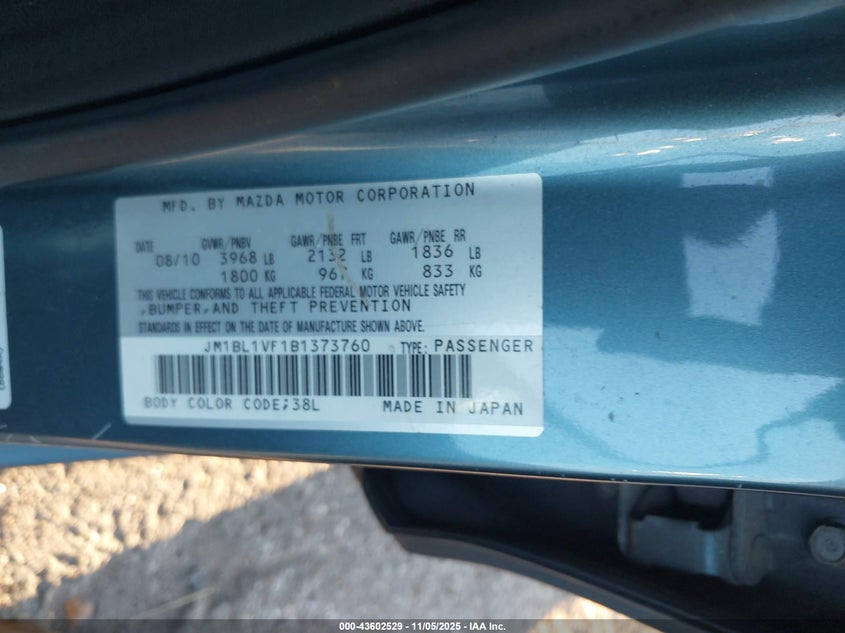 MFD. BY MAZDA MOTOR CORPORATION
DATE GVWR/PNBV GAWR/PNBE FRT GAWR/PNBE RR
08/10 3968 LB 2132 LB 1836 LB
1800 KG KG 833 KG
THIS VEHICLE CONFORMS TO ALL APPLICABLE FEDERAL MOTOR VEHICLE SAFETY
,BUMPER,AND THEFT PREVENTION
STANDARDS IN EFFECT ON THE DATE OF MANUFACTURE SHOWN ABOVE.
JM1BL1VF1B1373760 TYPE: PASSENGER
BODY COLOR CODE;38L MADE IN JAPAN
000-43602529 - 11/05/2025 - IAA Inc.